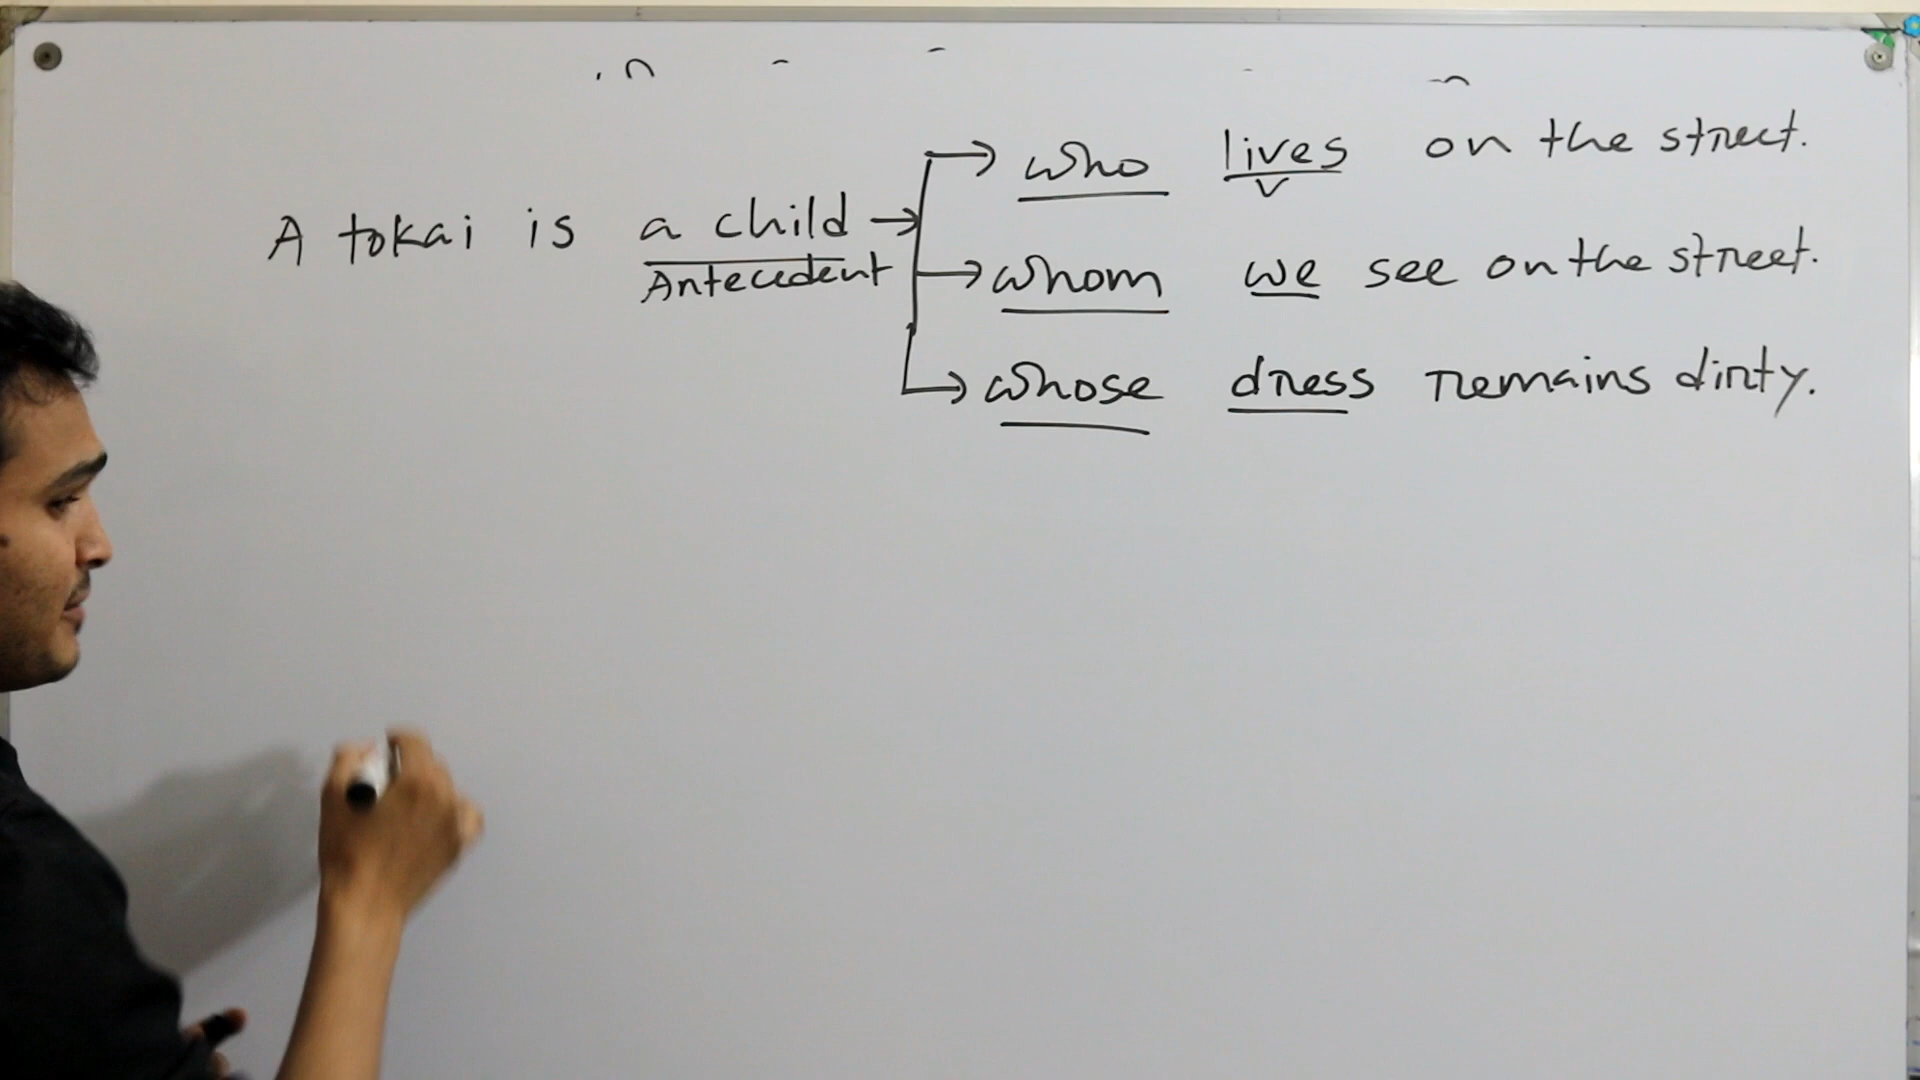 who lives on the street.
v
A tokai is a child
Antecedent
whom we see on the street.
whose dress remains dirty.